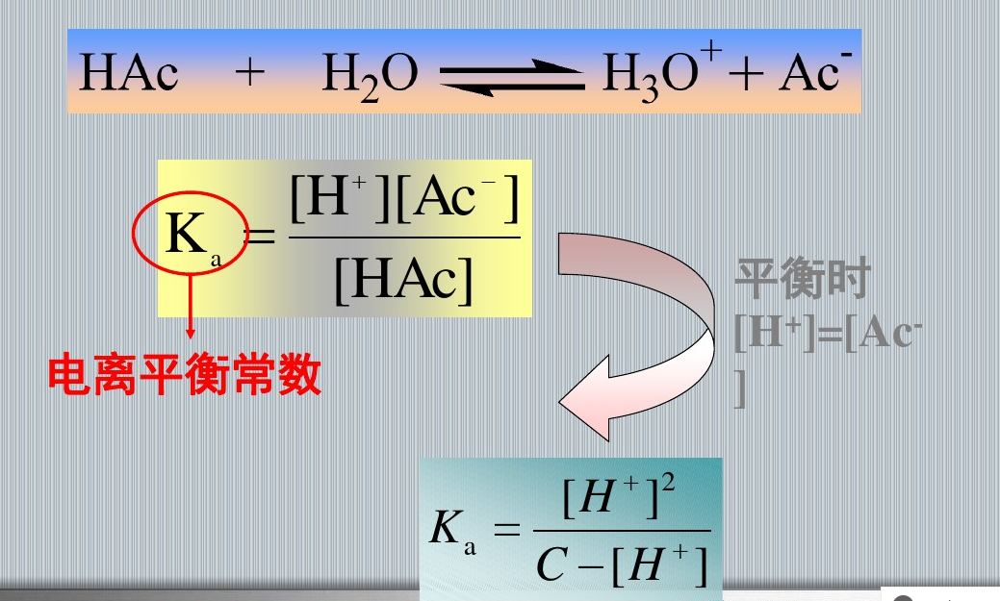 HAc + H₂O ⇌ H₃O⁺ + Ac⁻
Kₐ = [H⁺][Ac⁻] / [HAc]
平衡时
[H⁺]=[Ac⁻
]
电离平衡常数
Kₐ = [H⁺]² / C−[H⁺]